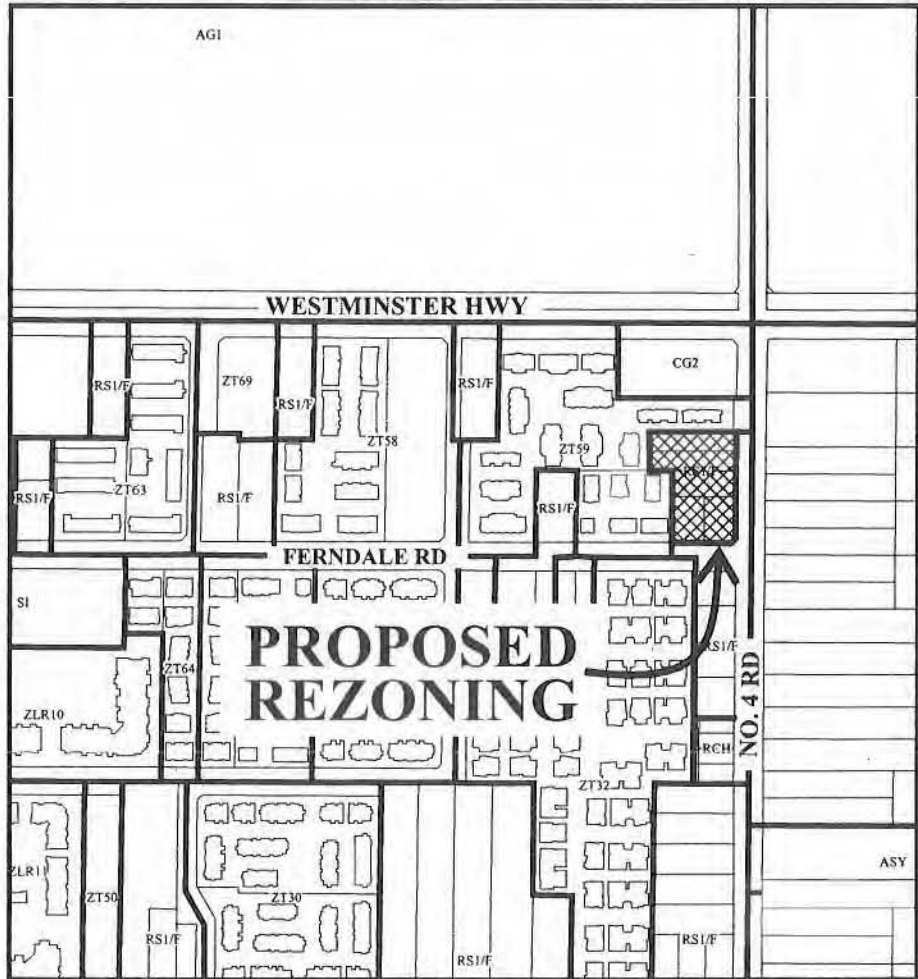 AG1
WESTMINSTER HWY
CG2
RS1/F
ZT69
RS1/F
RS1/F
ZT58
ZT59
RS1/F
RS1/F
RS1/F
ZT63
FERNDALE RD
SI
PROPOSED
REZONING
RS1/F
ZT64
NO. 4 RD
ZLR10
RCH
ZT32
ZLR11
ZT50
ZT30
ASY
RS1/F
RS1/F
RS1/F